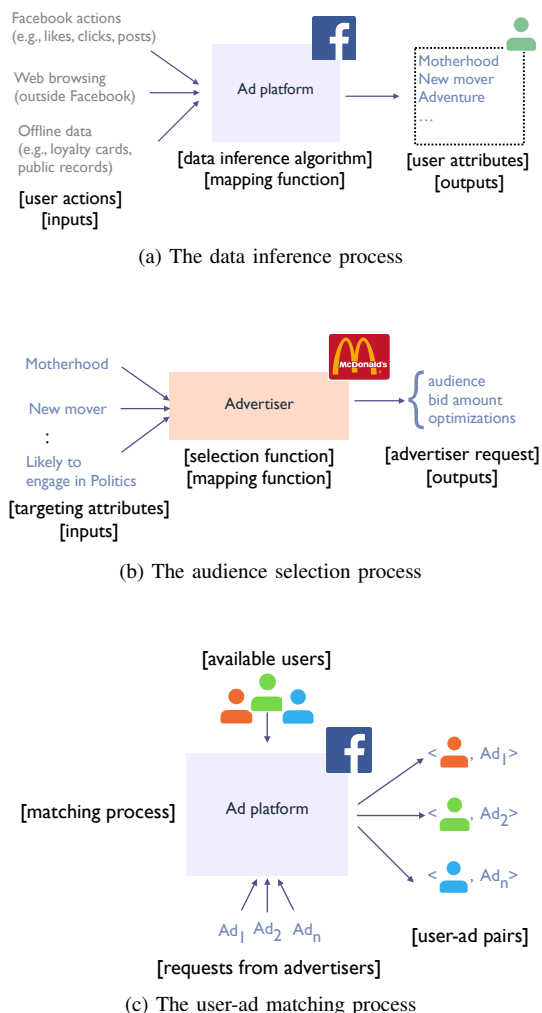 Facebook actions
(e.g., likes, clicks, posts)
Web browsing
(outside Facebook)
Offline data
(e.g., loyalty cards,
public records)
[user actions]
[inputs]
f
Ad platform
[data inference algorithm]
[mapping function]
Motherhood
New mover
Adventure
...
[user attributes]
[outputs]
(a) The data inference process
Motherhood
New mover
:
Likely to
engage in Politics
[targeting attributes]
[inputs]
McDonald's
Advertiser
[selection function]
[mapping function]
audience
bid amount
optimizations
[advertiser request]
[outputs]
(b) The audience selection process
[available users]
f
[matching process]
Ad platform
< , Ad1>
< , Ad2>
< , Adn>
Ad1 Ad2 Adn
[user-ad pairs]
[requests from advertisers]
(c) The user-ad matching process